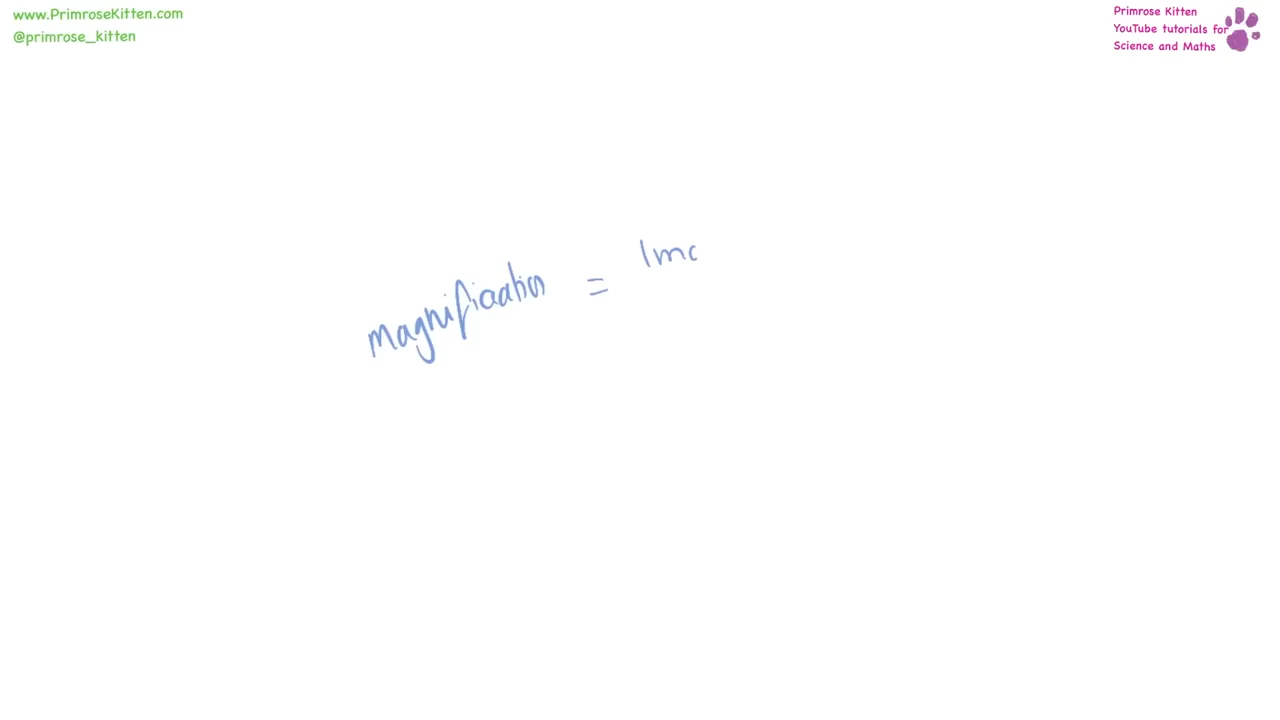 www.PrimroseKitten.com
@primrose_kitten
Primrose Kitten
YouTube tutorials for
Science and Maths
magnification = Ima